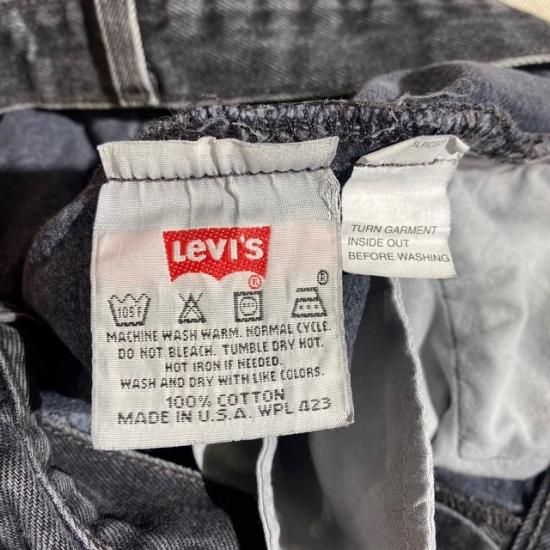 Levi's
®
®
105F
MACHINE WASH WARM. NORMAL CYCLE.
DO NOT BLEACH. TUMBLE DRY HOT.
HOT IRON IF NEEDED.
WASH AND DRY WITH LIKE COLORS.
100% COTTON
MADE IN U.S.A. WPL 423
TURN GARMENT
INSIDE OUT
BEFORE WASHING